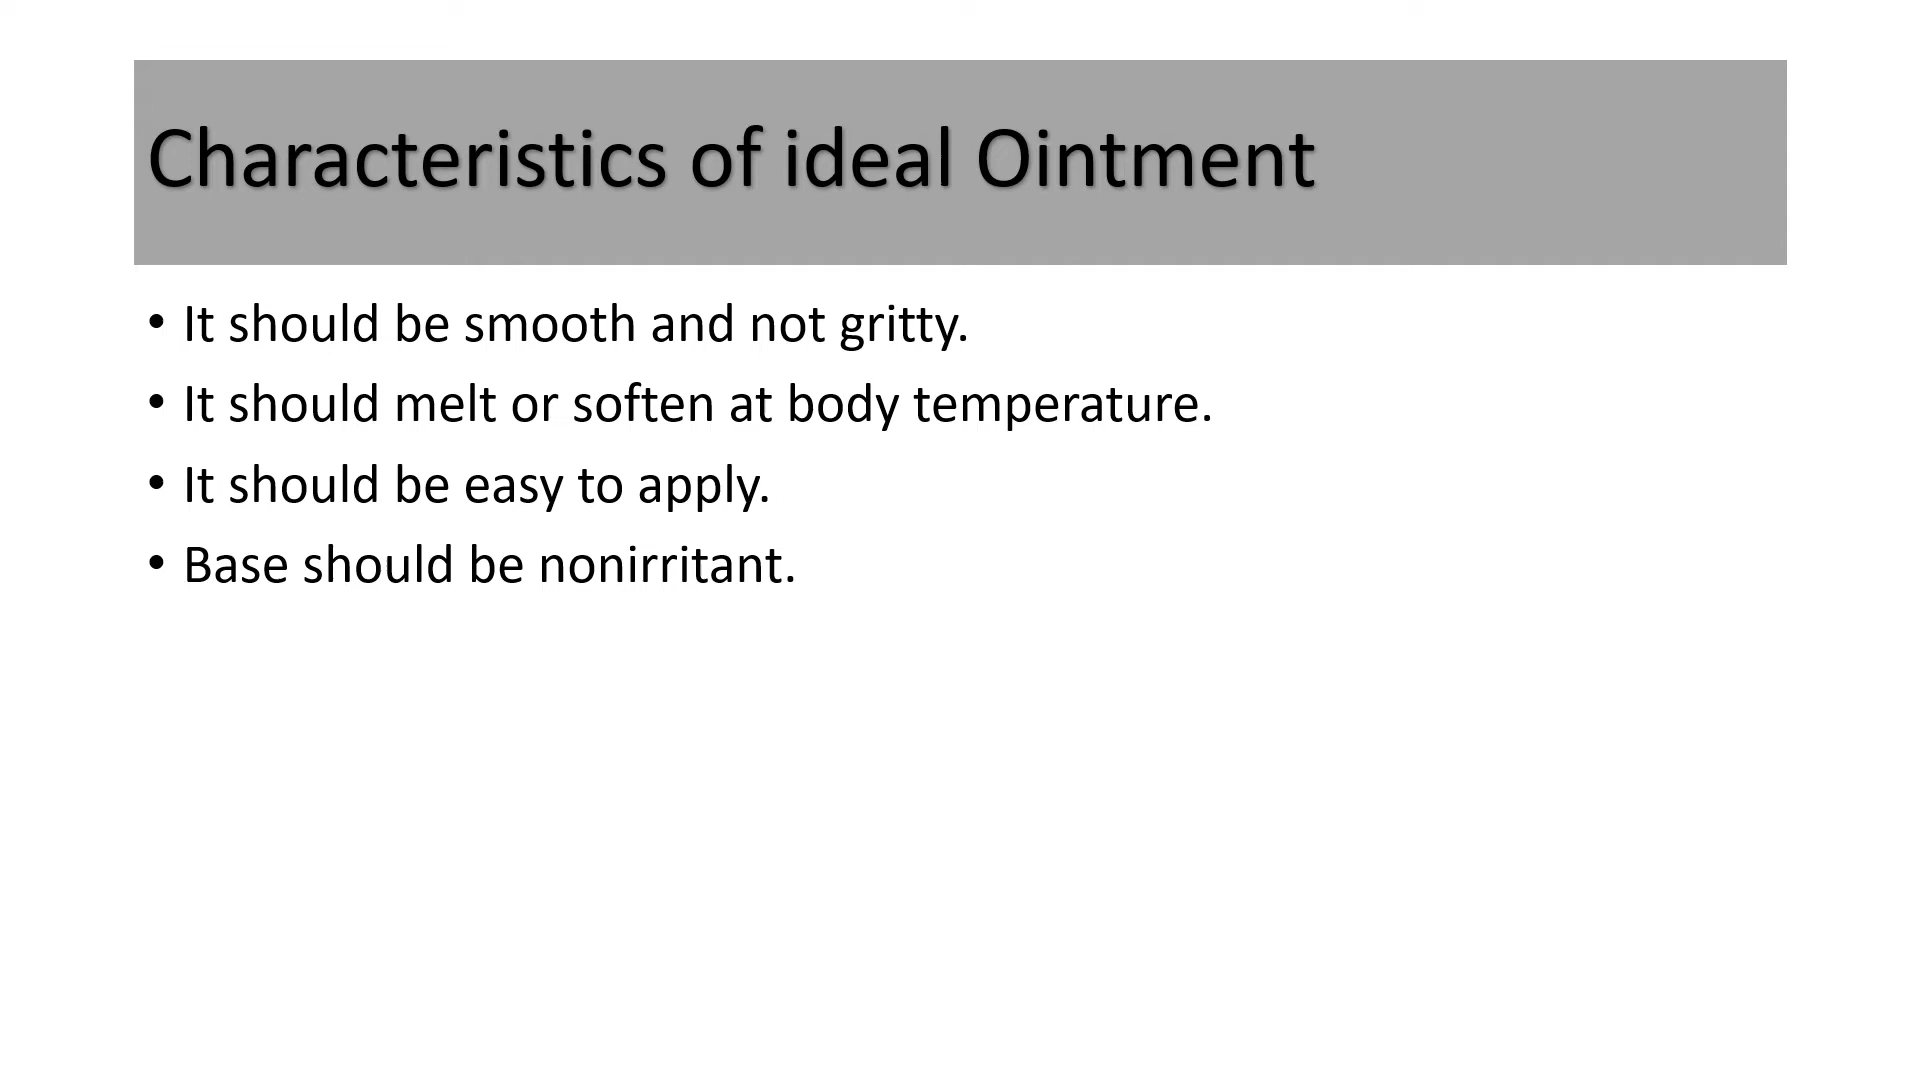 Characteristics of ideal Ointment
• It should be smooth and not gritty.
• It should melt or soften at body temperature.
• It should be easy to apply.
• Base should be nonirritant.